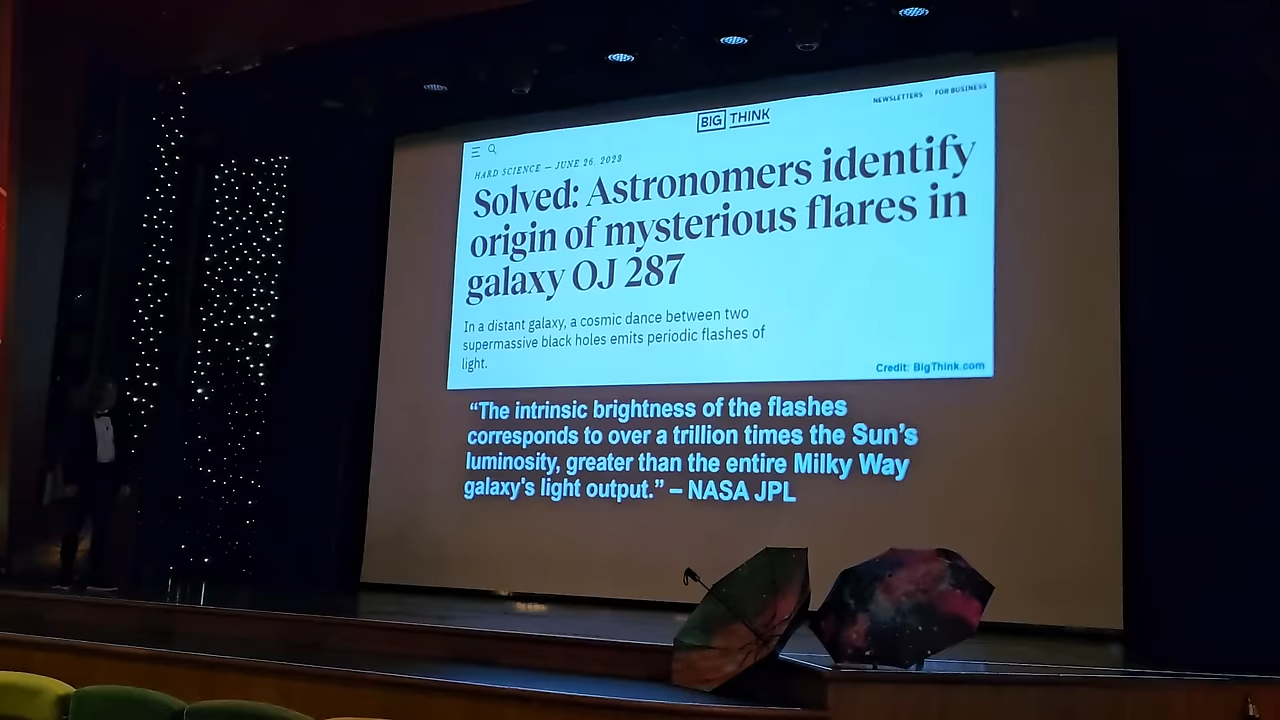 NEWSLETTERS FOR BUSINESS
BIG THINK
HARD SCIENCE — JUNE 26, 2023
Solved: Astronomers identify
origin of mysterious flares in
galaxy OJ 287
In a distant galaxy, a cosmic dance between two
supermassive black holes emits periodic flashes of
light.
Credit: BigThink.com
“The intrinsic brightness of the flashes
corresponds to over a trillion times the Sun’s
luminosity, greater than the entire Milky Way
galaxy's light output.” – NASA JPL